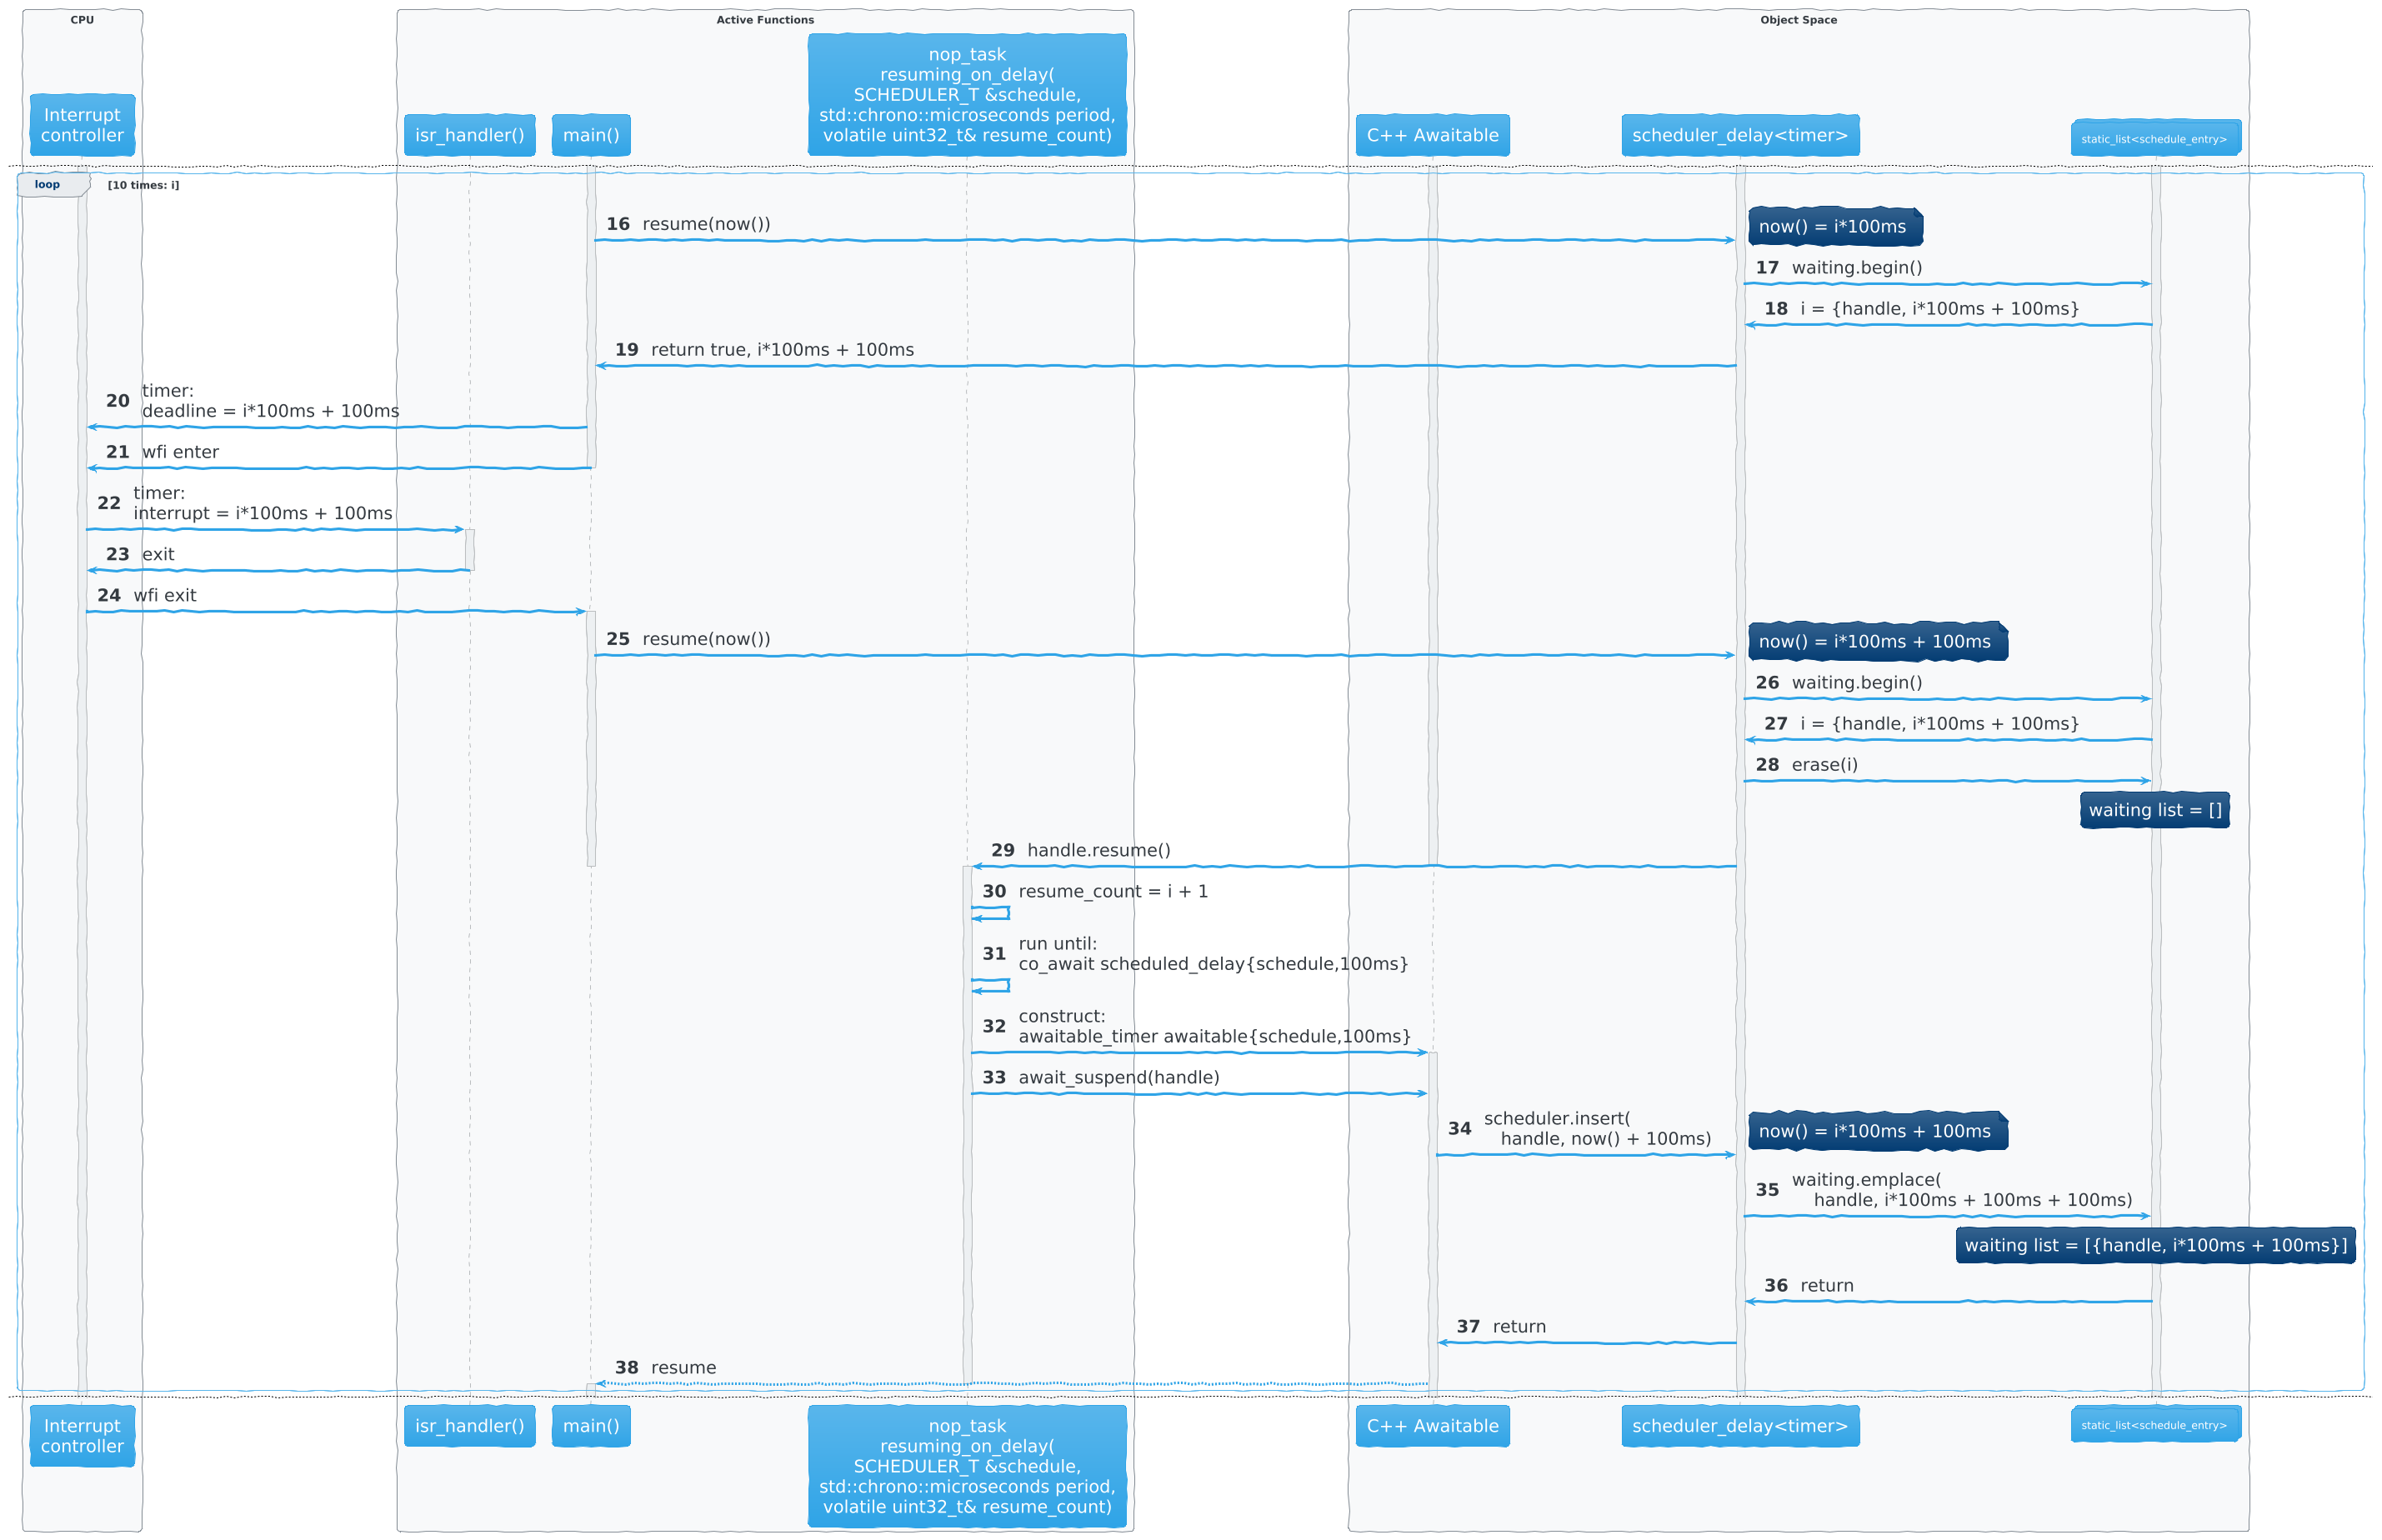 CPU
Active Functions
Object Space
Interrupt
controller
isr_handler()
main()
nop_task
resuming_on_delay(
SCHEDULER_T &schedule,
std::chrono::microseconds period,
volatile uint32_t& resume_count)
C++ Awaitable
scheduler_delay<timer>
static_list<schedule_entry>
loop [10 times: i]
16 resume(now())
now() = i*100ms
17 waiting.begin()
18 i = {handle, i*100ms + 100ms}
19 return true, i*100ms + 100ms
20 timer:
deadline = i*100ms + 100ms
21 wfi enter
22 timer:
interrupt = i*100ms + 100ms
23 exit
24 wfi exit
25 resume(now())
now() = i*100ms + 100ms
26 waiting.begin()
27 i = {handle, i*100ms + 100ms}
28 erase(i)
waiting list = []
29 handle.resume()
30 resume_count = i + 1
31 run until:
co_await scheduled_delay{schedule,100ms}
32 construct:
awaitable_timer awaitable{schedule,100ms}
33 await_suspend(handle)
34 scheduler.insert(
handle, now() + 100ms)
now() = i*100ms + 100ms
35 waiting.emplace(
handle, i*100ms + 100ms + 100ms)
waiting list = [{handle, i*100ms + 100ms}]
36 return
37 return
38 resume
Interrupt
controller
isr_handler()
main()
nop_task
resuming_on_delay(
SCHEDULER_T &schedule,
std::chrono::microseconds period,
volatile uint32_t& resume_count)
C++ Awaitable
scheduler_delay<timer>
static_list<schedule_entry>